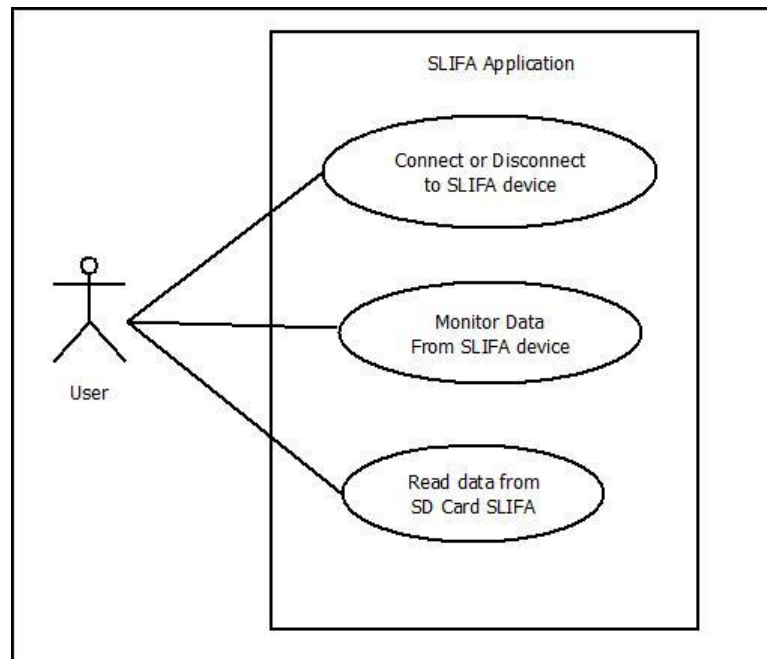 SLIFA Application
Connect or Disconnect
to SLIFA device
Monitor Data
From SLIFA device
User
Read data from
SD Card SLIFA